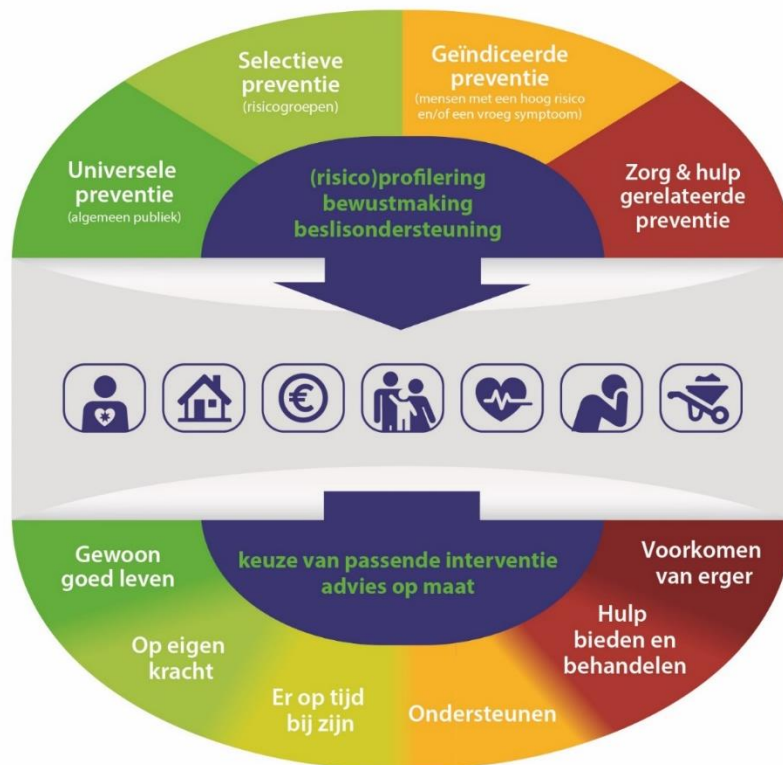 Universele
preventie
(algemeen publiek)
Selectieve
preventie
(risicogroepen)
Geïndiceerde
preventie
(mensen met een hoog risico
en/of een vroeg symptoom)
Zorg & hulp
gerelateerde
preventie
(risico)profilering
bewustmaking
beslisondersteuning
€
keuze van passende interventie
advies op maat
Gewoon
goed leven
Op eigen
kracht
Er op tijd
bij zijn
Ondersteunen
Hulp
bieden en
behandelen
Voorkomen
van erger